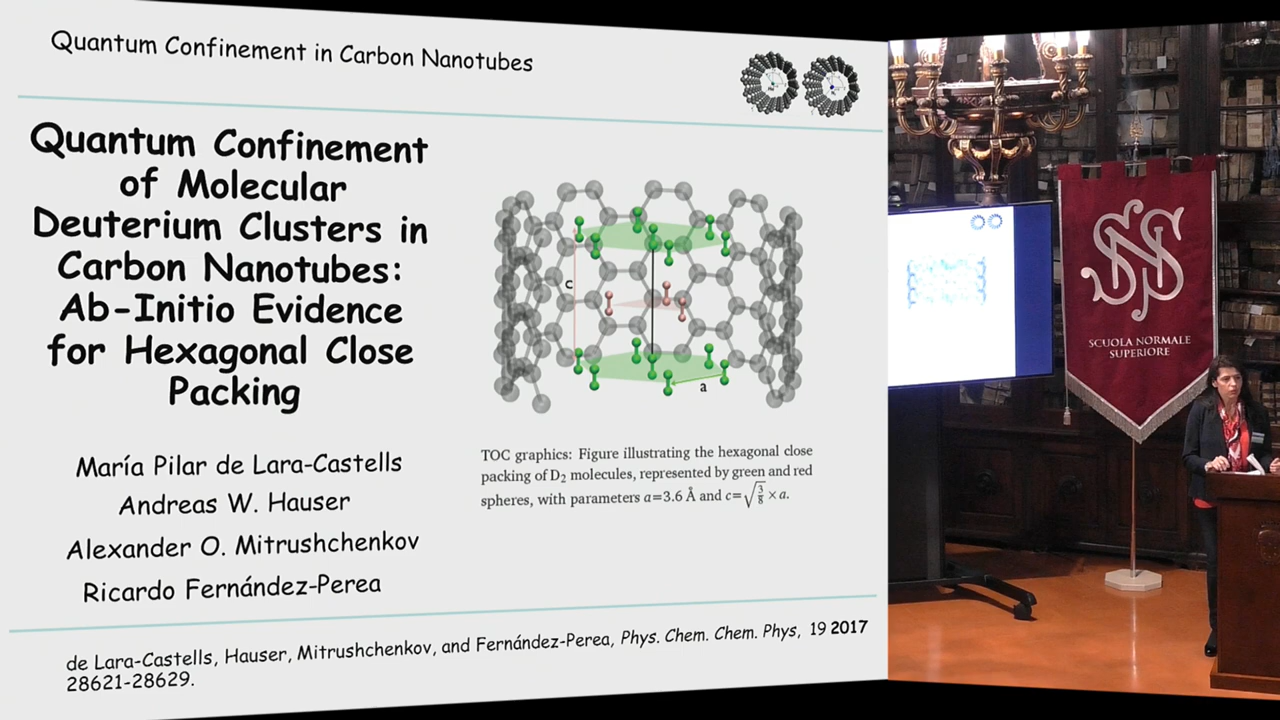 Quantum Confinement in Carbon Nanotubes
Quantum Confinement
of Molecular
Deuterium Clusters in
Carbon Nanotubes:
Ab-Initio Evidence
for Hexagonal Close
Packing
María Pilar de Lara-Castells
Andreas W. Hauser
Alexander O. Mitrushchenkov
Ricardo Fernández-Perea
c
a
TOC graphics: Figure illustrating the hexagonal close
packing of D₂ molecules, represented by green and red
spheres, with parameters a=3.6 Å and c=√(3/8) × a.
de Lara-Castells, Hauser, Mitrushchenkov, and Fernández-Perea, Phys. Chem. Chem. Phys, 19 2017
28621-28629.
SNS
SCUOLA NORMALE
SUPERIORE